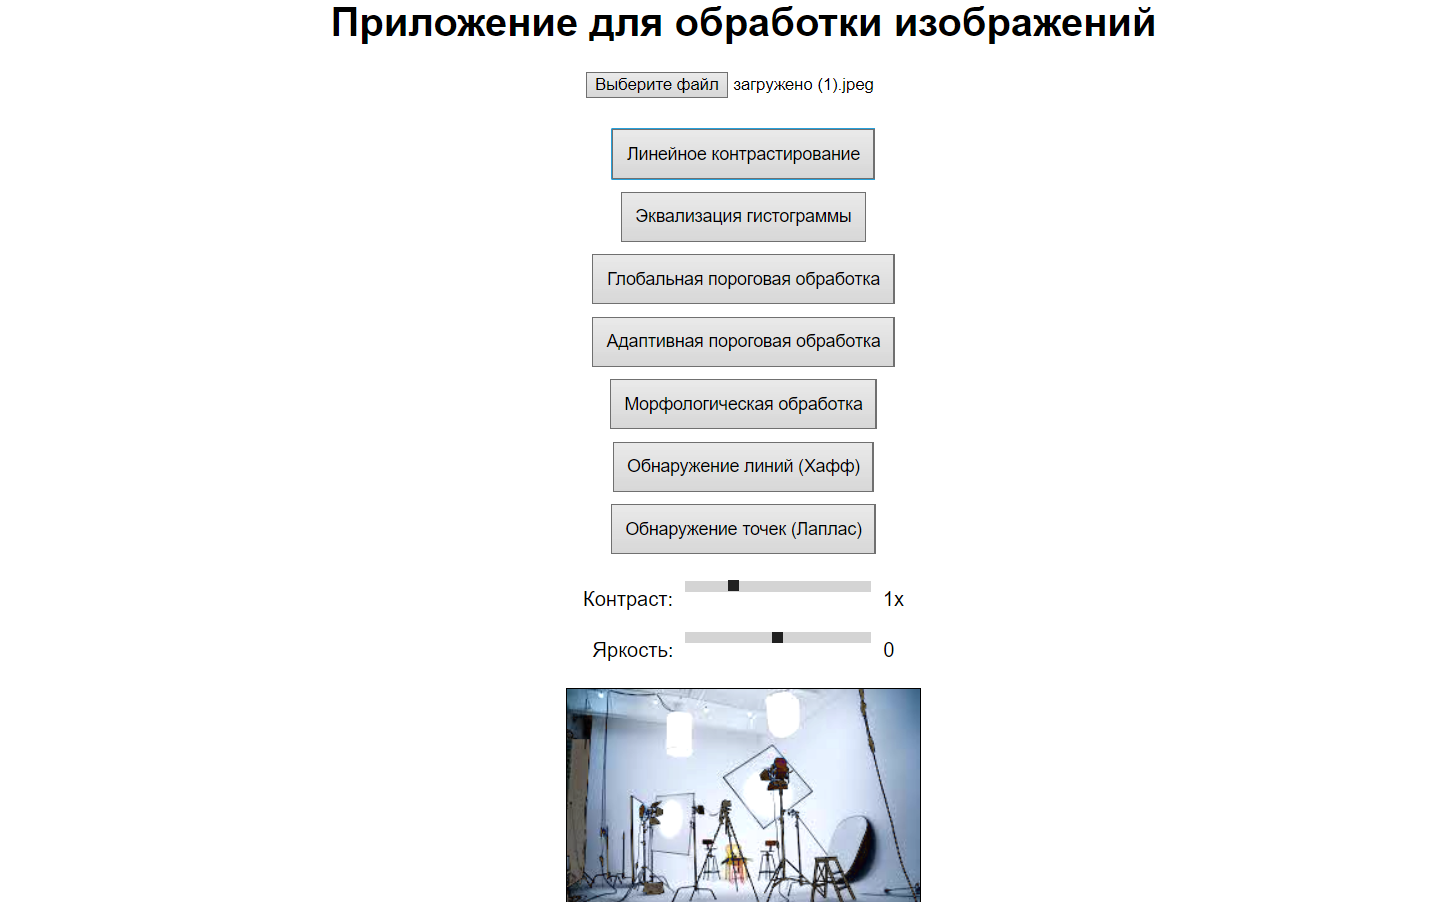 Приложение для обработки изображений
Выберите файл загружено (1).jpeg
Линейное контрастирование
Эквализация гистограммы
Глобальная пороговая обработка
Адаптивная пороговая обработка
Морфологическая обработка
Обнаружение линий (Хафф)
Обнаружение точек (Лаплас)
Контраст: 1x
Яркость: 0